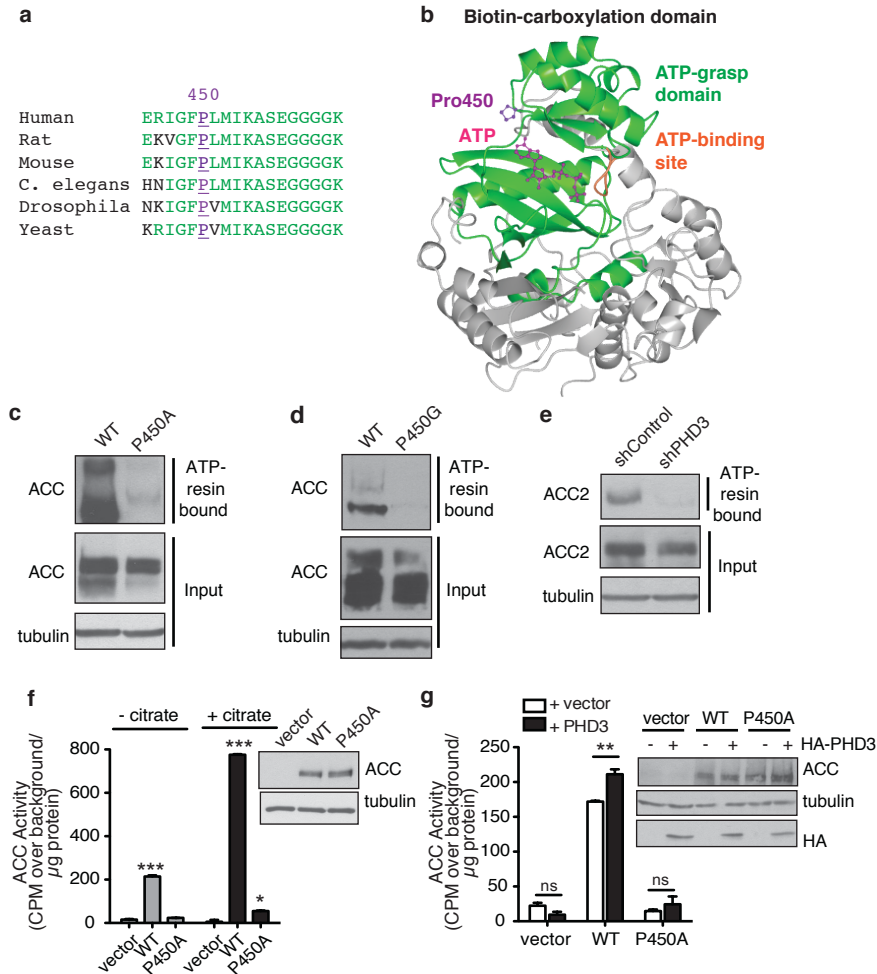 a
450
Human ERIGFPLMIKASEGGGGK
Rat EKVGFPLMIKASEGGGGK
Mouse EKIGFPLMIKASEGGGGK
C. elegans HNIGFPLMIKASEGGGGK
Drosophila NKIGFPVMIKASEGGGGK
Yeast KRIGFPVMIKASEGGGGK
b
Biotin-carboxylation domain
Pro450
ATP
ATP-grasp
domain
ATP-binding
site
c
WT P450A
ACC
ATP-
resin
bound
ACC
Input
tubulin
d
WT P450G
ACC
ATP-
resin
bound
ACC
Input
tubulin
e
shControl shPHD3
ACC2
ATP-
resin
bound
ACC2
Input
tubulin
f
- citrate + citrate
ACC Activity
(CPM over background/
µg protein)
800
600
400
200
0
***
***
*
vector WT P450A vector WT P450A
vector WT P450A
ACC
tubulin
g
+ vector
+ PHD3
ACC Activity
(CPM over background/
µg protein)
250
200
150
100
50
0
ns
**
ns
vector WT P450A
vector WT P450A
- + - + - + HA-PHD3
ACC
tubulin
HA